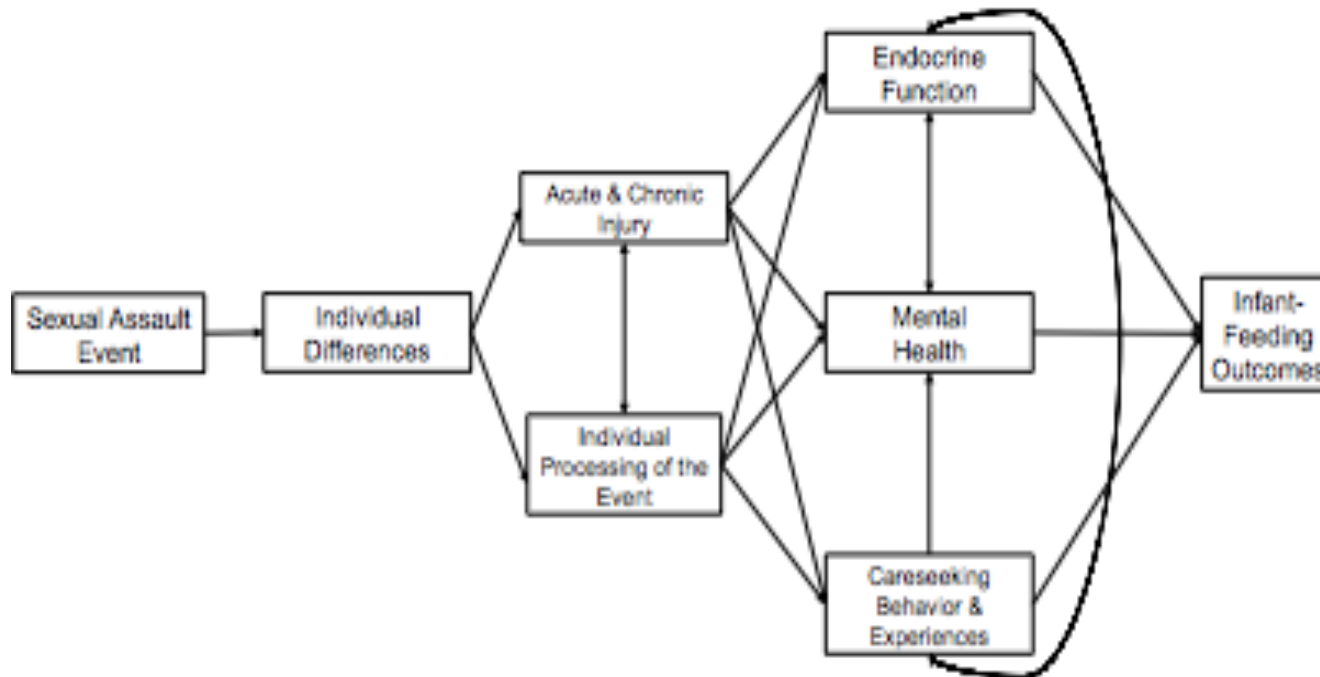 Sexual Assault
Event
Individual
Differences
Acute & Chronic
Injury
Individual
Processing of the
Event
Endocrine
Function
Mental
Health
Careseeking
Behavior &
Experiences
Infant-
Feeding
Outcomes